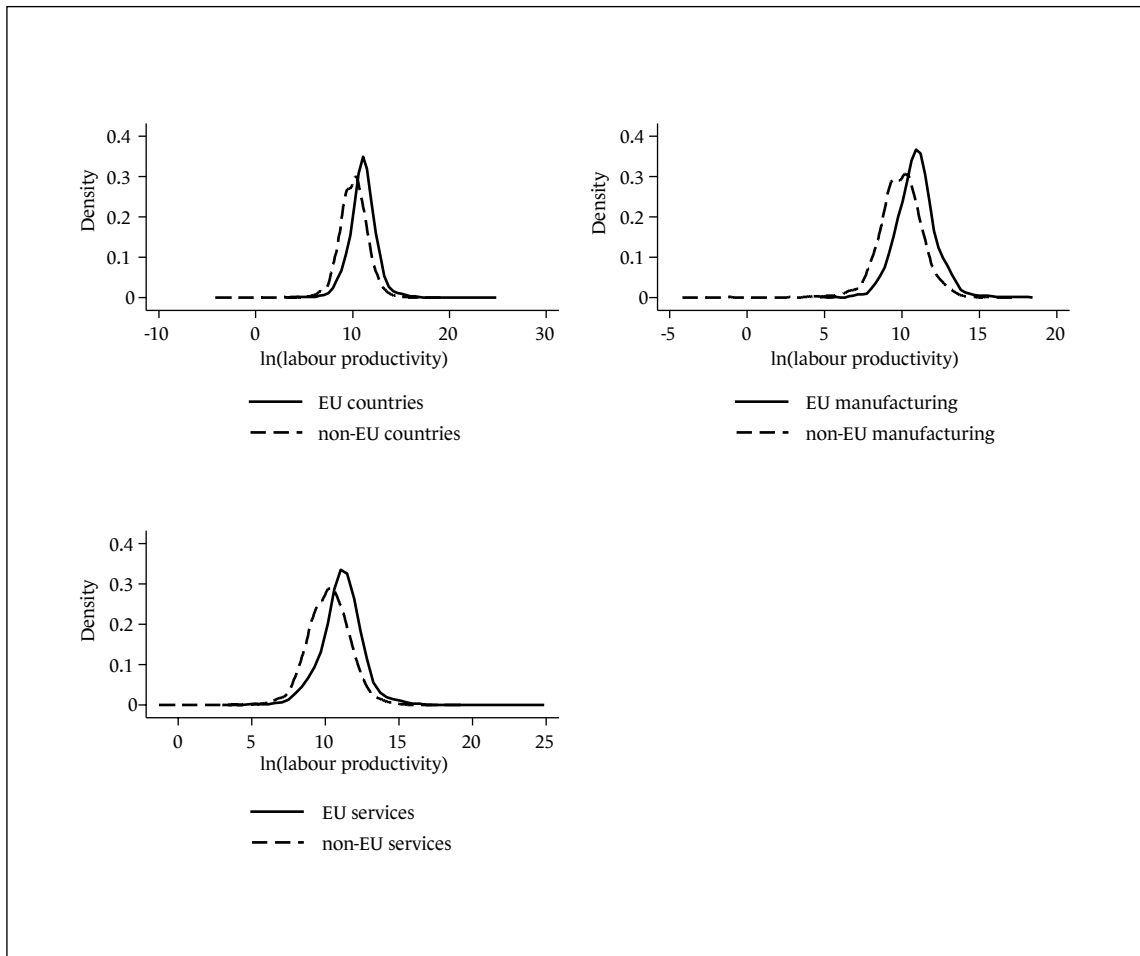 0.4
0.3
0.2
0.1
0
Density
-10 0 10 20 30
ln(labour productivity)
EU countries
non-EU countries
0.4
0.3
0.2
0.1
0
Density
-5 0 5 10 15 20
ln(labour productivity)
EU manufacturing
non-EU manufacturing
0.4
0.3
0.2
0.1
0
Density
0 5 10 15 20 25
ln(labour productivity)
EU services
non-EU services